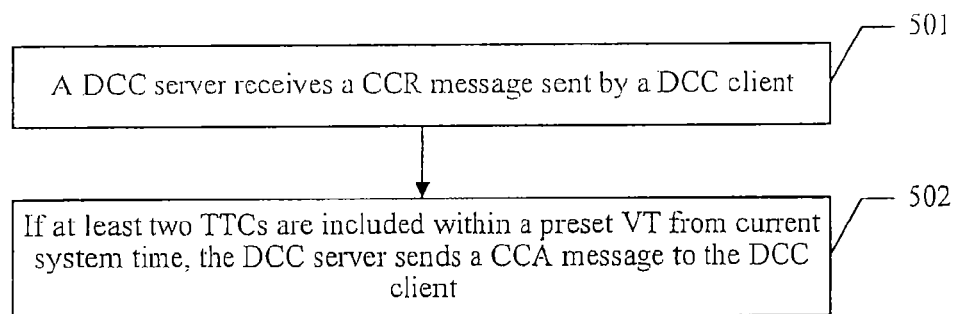 501
A DCC server receives a CCR message sent by a DCC client
502
If at least two TTCs are included within a preset VT from current
system time, the DCC server sends a CCA message to the DCC
client